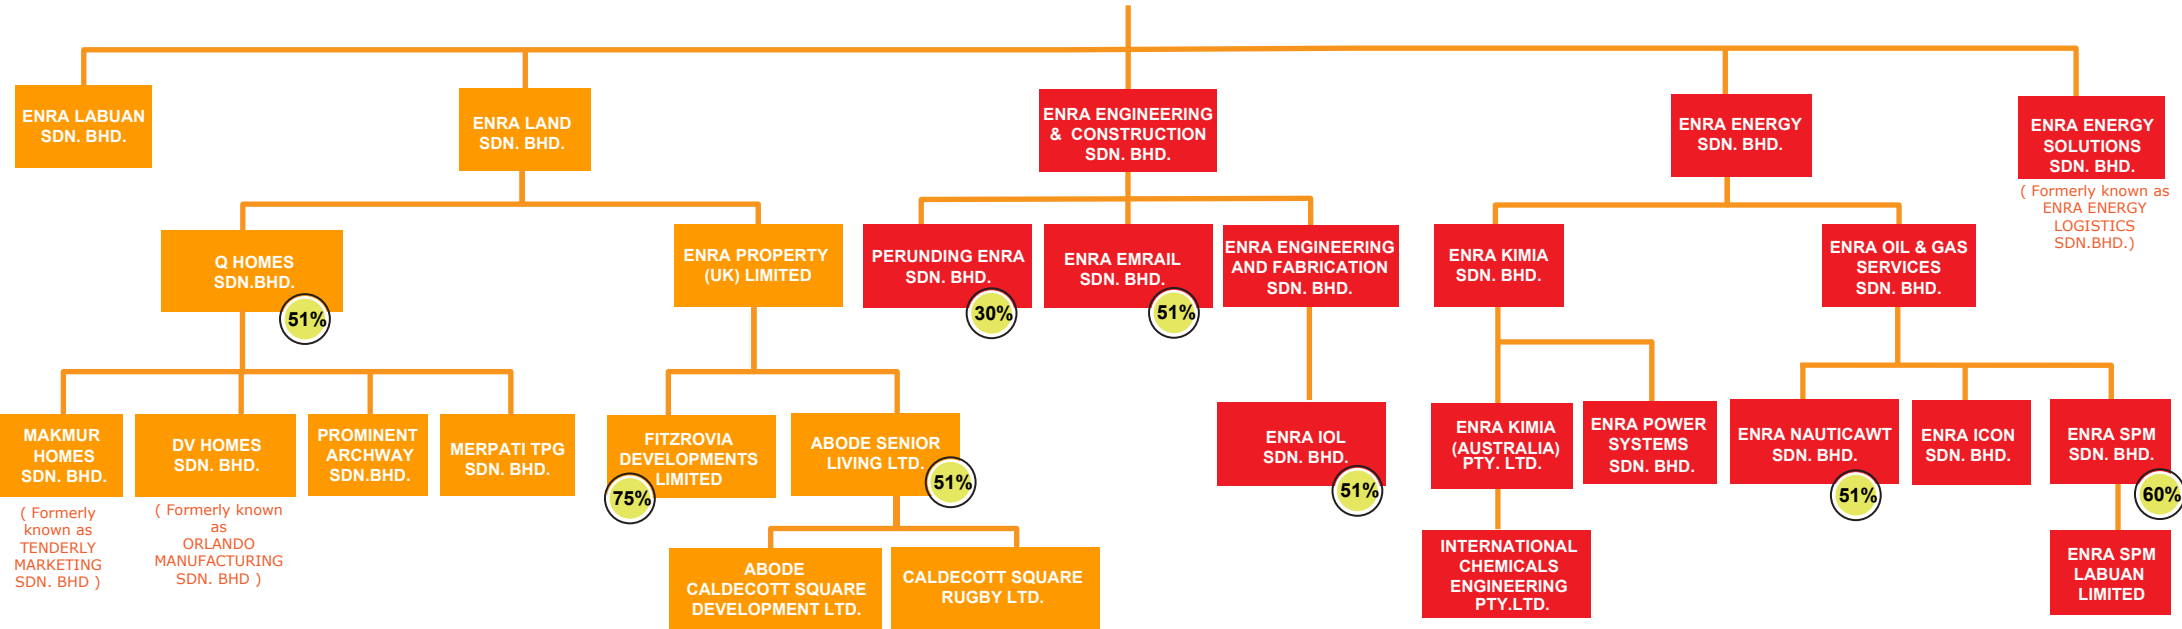 ENRA LABUAN
SDN. BHD.
ENRA LAND
SDN. BHD.
ENRA ENGINEERING
& CONSTRUCTION
SDN. BHD.
ENRA ENERGY
SDN. BHD.
ENRA ENERGY
SOLUTIONS
SDN. BHD.
( Formerly known as
ENRA ENERGY
LOGISTICS
SDN.BHD.)
Q HOMES
SDN.BHD.
51%
ENRA PROPERTY
(UK) LIMITED
PERUNDING ENRA
SDN. BHD.
30%
ENRA EMRAIL
SDN. BHD.
51%
ENRA ENGINEERING
AND FABRICATION
SDN. BHD.
ENRA KIMIA
SDN. BHD.
ENRA OIL & GAS
SERVICES
SDN. BHD.
MAKMUR
HOMES
SDN. BHD.
( Formerly
known as
TENDERLY
MARKETING
SDN. BHD )
DV HOMES
SDN. BHD.
( Formerly known
as
ORLANDO
MANUFACTURING
SDN. BHD )
PROMINENT
ARCHWAY
SDN.BHD.
MERPATI TPG
SDN. BHD.
FITZROVIA
DEVELOPMENTS
LIMITED
75%
ABODE SENIOR
LIVING LTD.
51%
ENRA IOL
SDN. BHD.
51%
ENRA KIMIA
(AUSTRALIA)
PTY. LTD.
ENRA POWER
SYSTEMS
SDN. BHD.
ENRA NAUTICAWT
SDN. BHD.
51%
ENRA ICON
SDN. BHD.
ENRA SPM
SDN. BHD.
60%
ABODE
CALDECOTT SQUARE
DEVELOPMENT LTD.
CALDECOTT SQUARE
RUGBY LTD.
INTERNATIONAL
CHEMICALS
ENGINEERING
PTY.LTD.
ENRA SPM
LABUAN
LIMITED